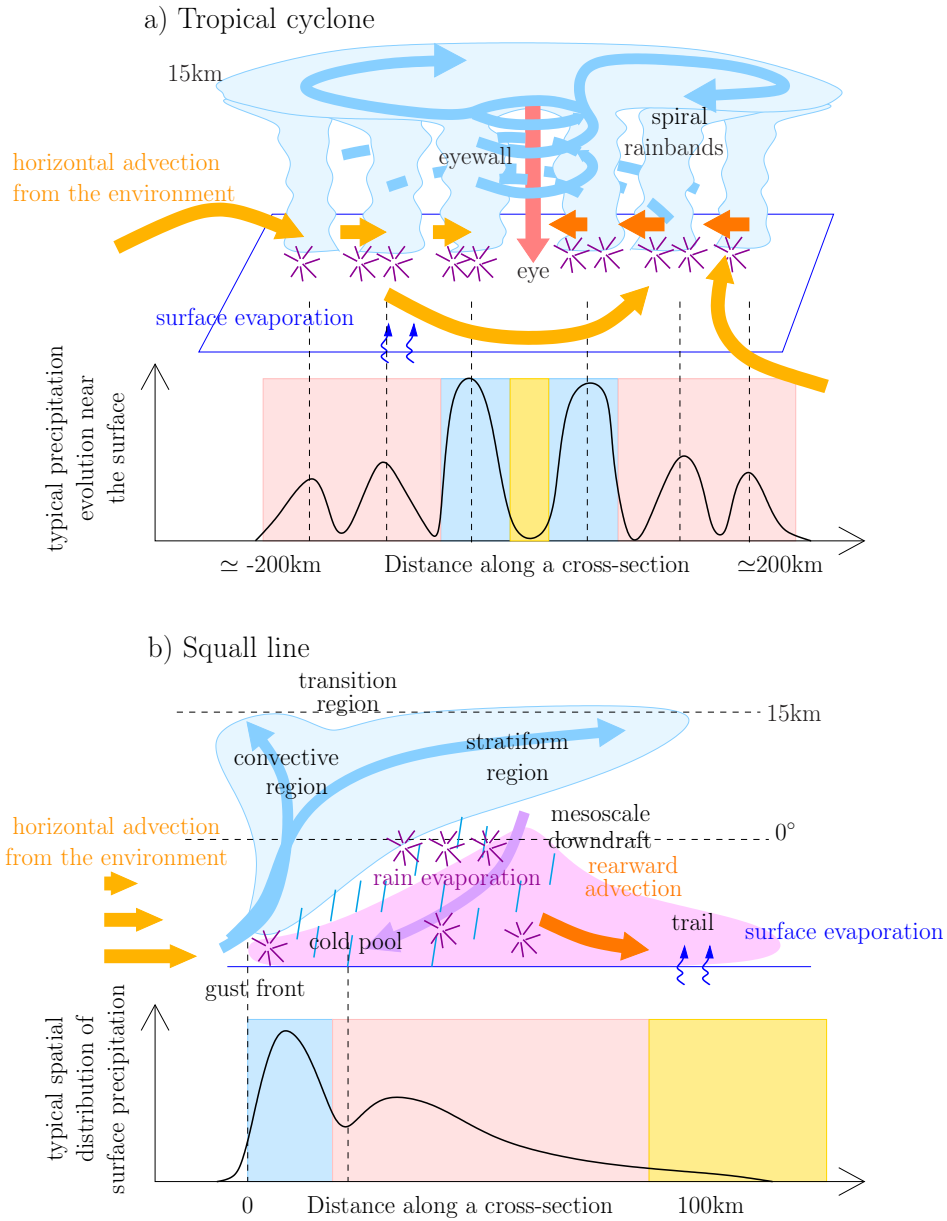 a) Tropical cyclone
15km
spiral
rainbands
eyewall
horizontal advection
from the environment
eye
surface evaporation
typical precipitation
evolution near
the surface
≃ -200km
Distance along a cross-section
≃200km
b) Squall line
transition
region
15km
convective
region
stratiform
region
mesoscale
downdraft
0°
horizontal advection
from the environment
rain evaporation
rearward
advection
cold pool
trail
surface evaporation
gust front
typical spatial
distribution of
surface precipitation
0
Distance along a cross-section
100km